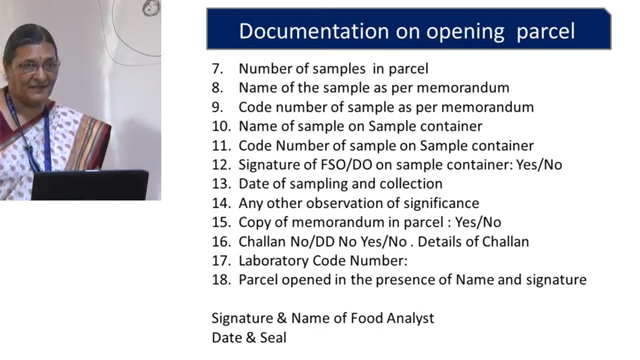 Documentation on opening parcel
7. Number of samples in parcel
8. Name of the sample as per memorandum
9. Code number of sample as per memorandum
10. Name of sample on Sample container
11. Code Number of sample on Sample container
12. Signature of FSO/DO on sample container: Yes/No
13. Date of sampling and collection
14. Any other observation of significance
15. Copy of memorandum in parcel : Yes/No
16. Challan No/DD No Yes/No . Details of Challan
17. Laboratory Code Number:
18. Parcel opened in the presence of Name and signature
Signature & Name of Food Analyst
Date & Seal